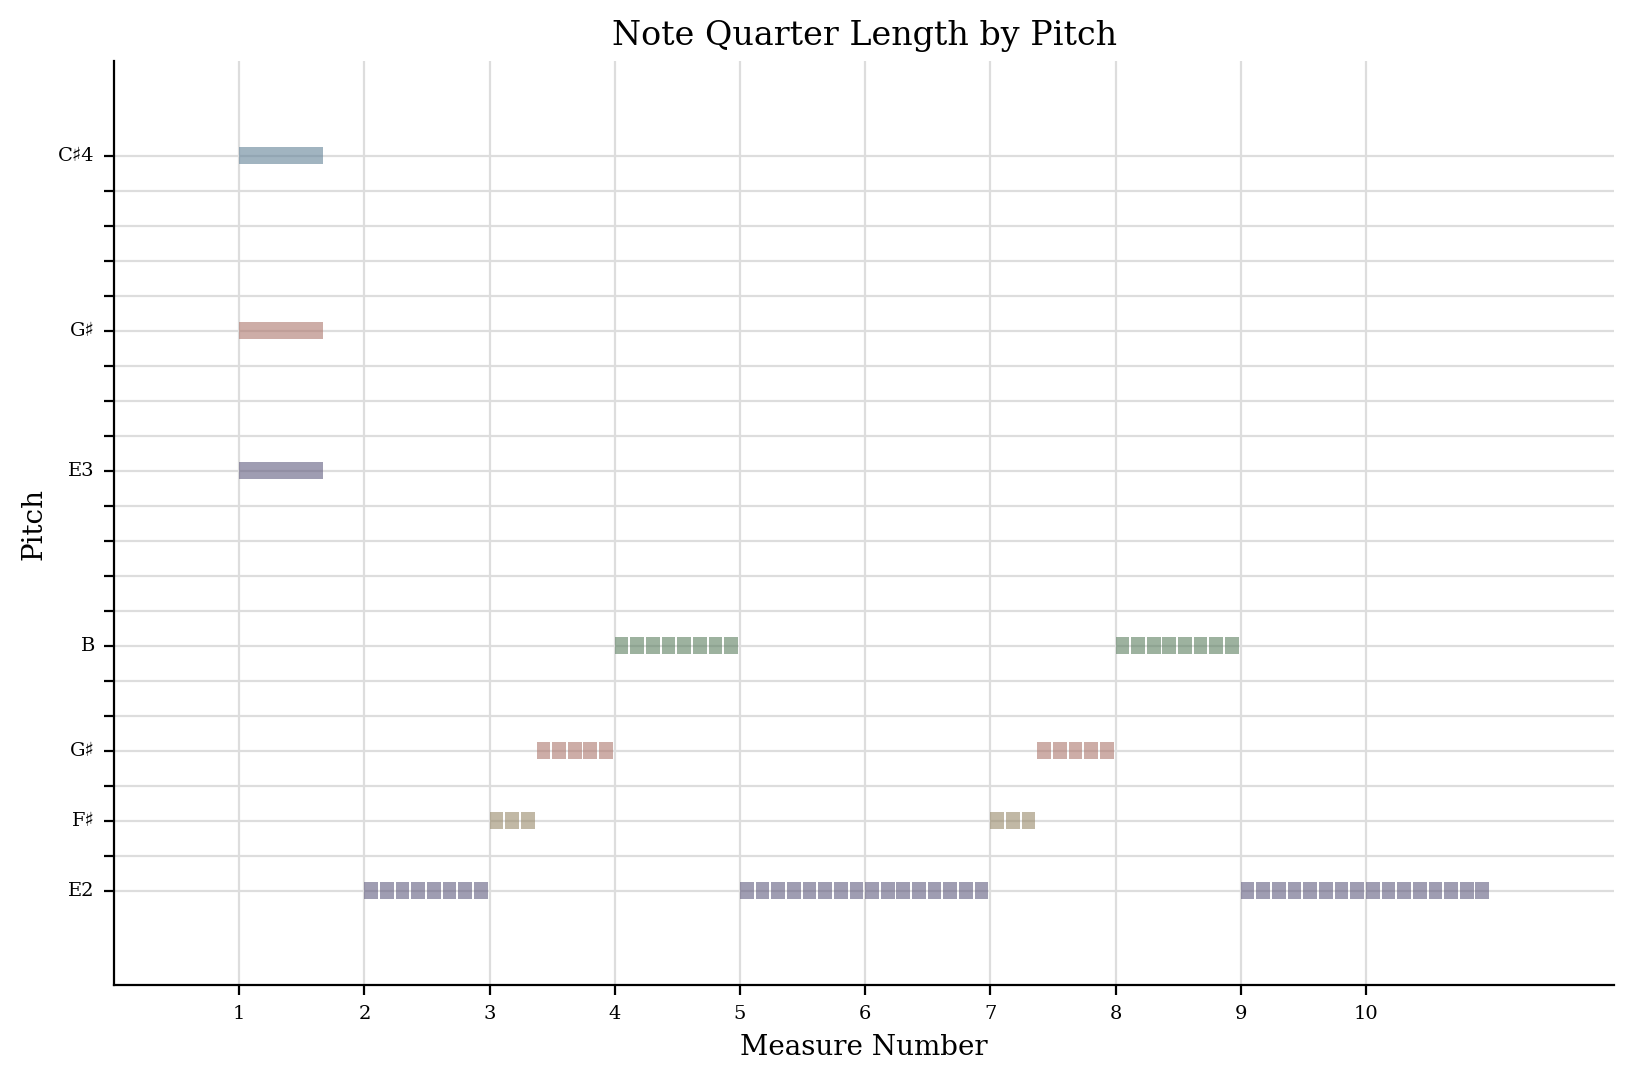 Note Quarter Length by Pitch
C♯4
G♯
E3
B
G♯
F♯
E2
Pitch
1 2 3 4 5 6 7 8 9 10
Measure Number